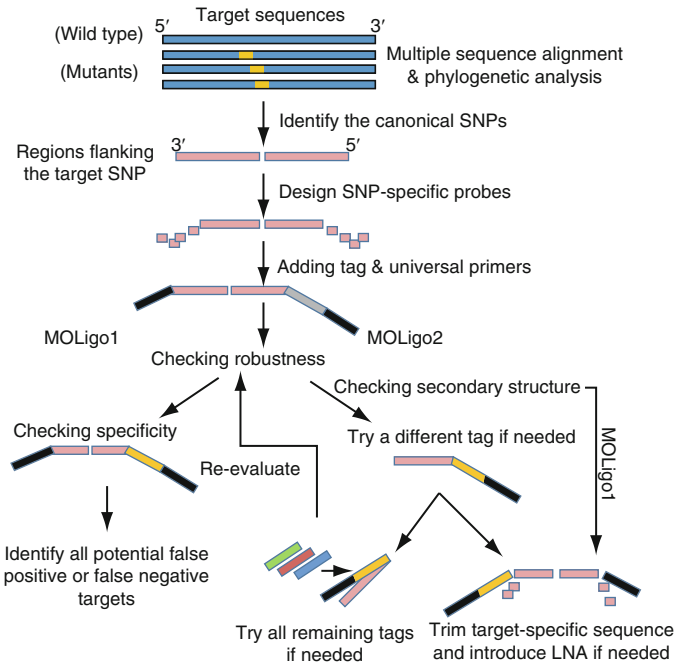 Target sequences
5′ 3′
(Wild type)
(Mutants)
Multiple sequence alignment
& phylogenetic analysis
Identify the canonical SNPs
Regions flanking
the target SNP
3′ 5′
Design SNP-specific probes
Adding tag & universal primers
MOLigo1
MOLigo2
Checking robustness
Checking secondary structure
Checking specificity
Try a different tag if needed
MOLigo1
Re-evaluate
Identify all potential false
positive or false negative
targets
Try all remaining tags
if needed
Trim target-specific sequence
and introduce LNA if needed